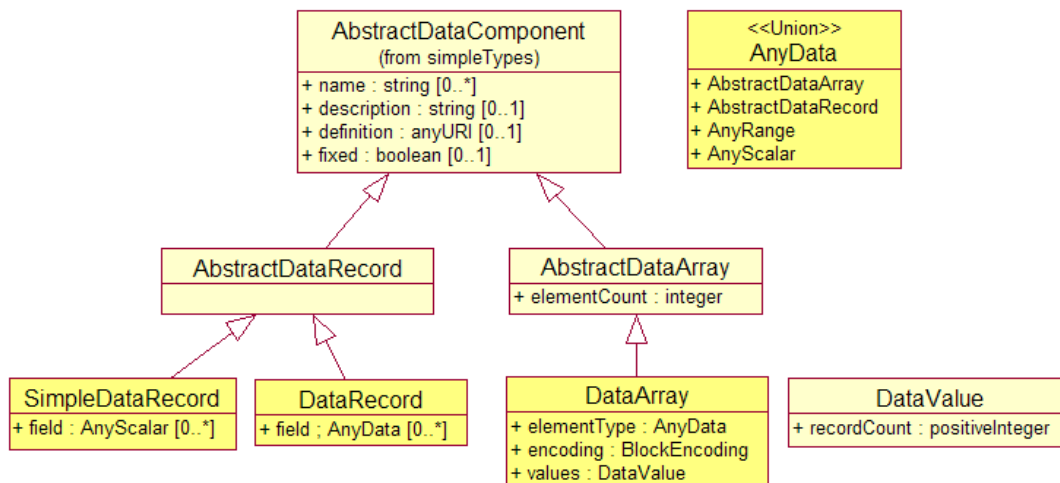 AbstractDataComponent
(from simpleTypes)
+ name : string [0..*]
+ description : string [0..1]
+ definition : anyURI [0..1]
+ fixed : boolean [0..1]
<<Union>>
AnyData
+ AbstractDataArray
+ AbstractDataRecord
+ AnyRange
+ AnyScalar
AbstractDataRecord
AbstractDataArray
+ elementCount : integer
SimpleDataRecord
+ field : AnyScalar [0..*]
DataRecord
+ field ; AnyData [0..*]
DataArray
+ elementType : AnyData
+ encoding : BlockEncoding
+ values : DataValue
DataValue
+ recordCount : positiveInteger